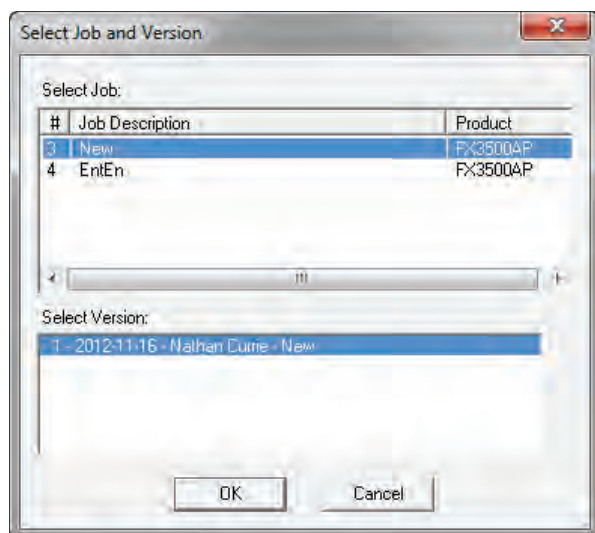 Select Job and Version
Select Job:
# Job Description Product
3 New FX3500AP
4 EntEn FX3500AP
Select Version:
1 - 2012-11-16 - Nathan Currie - New
OK Cancel